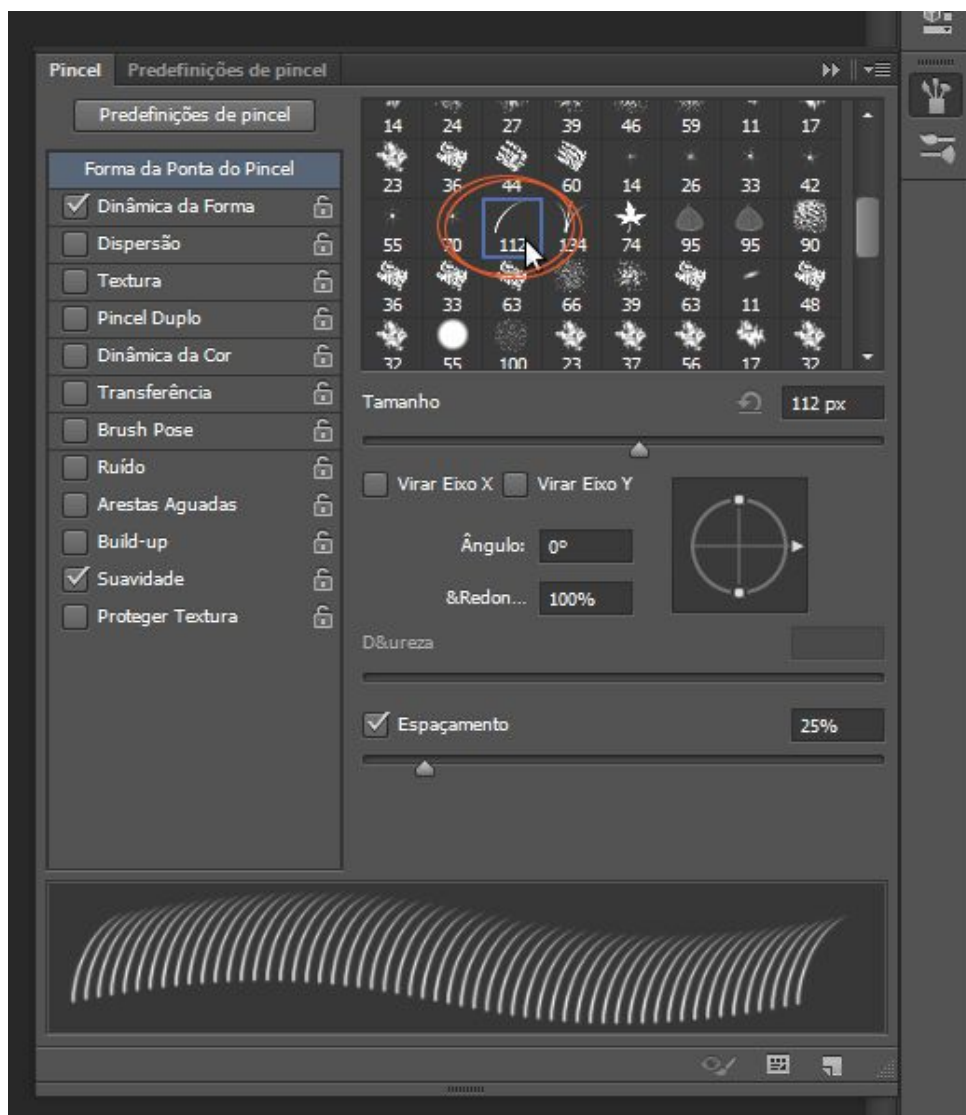 Pincel Predefinições de pincel
Predefinições de pincel
Forma da Ponta do Pincel
Dinâmica da Forma
Dispersão
Textura
Pincel Duplo
Dinâmica da Cor
Transferência
Brush Pose
Ruído
Arestas Aguadas
Build-up
Suavidade
Proteger Textura
14 24 27 39 46 59 11 17
23 36 44 60 14 26 33 42
55 70 112 134 74 95 95 90
36 33 63 66 39 63 11 48
32 55 100 23 37 56 17 32
Tamanho 112 px
Virar Eixo X Virar Eixo Y
Ângulo: 0º
&Redon... 100%
D&ureza
Espaçamento 25%